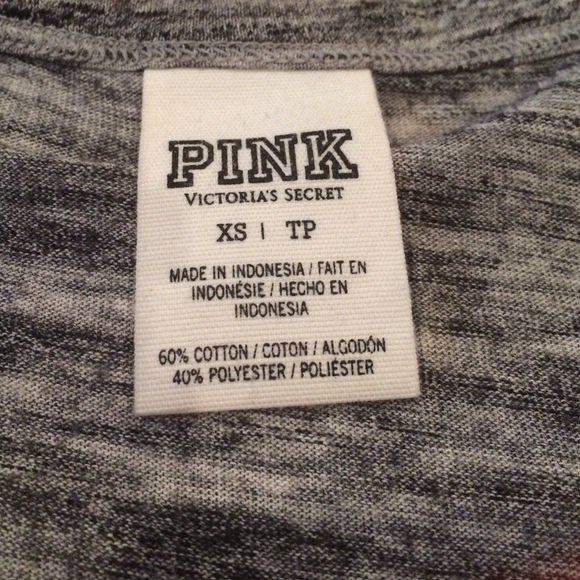 PINK
VICTORIA'S SECRET
XS | TP
MADE IN INDONESIA / FAIT EN
INDONÉSIE / HECHO EN
INDONESIA
60% COTTON / COTON / ALGODÓN
40% POLYESTER / POLIÉSTER